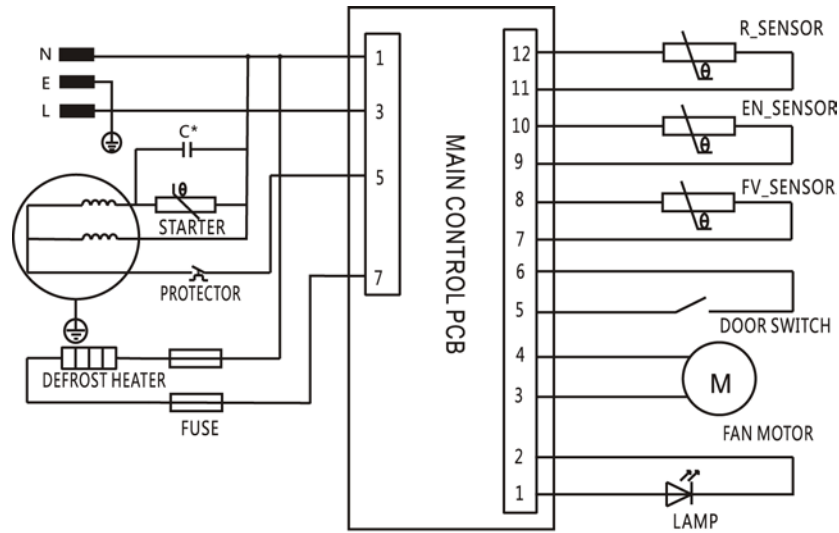 N
E
L
C*
θ
STARTER
PROTECTOR
DEFROST HEATER
FUSE
1
3
5
7
MAIN CONTROL PCB
12
11
10
9
8
7
6
5
4
3
2
1
R_SENSOR
θ
EN_SENSOR
θ
FV_SENSOR
θ
DOOR SWITCH
M
FAN MOTOR
LAMP